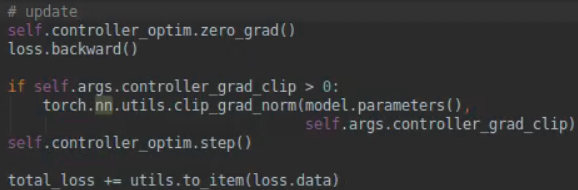 # update
self.controller_optim.zero_grad()
loss.backward()
if self.args.controller_grad_clip > 0:
torch.nn.utils.clip_grad_norm(model.parameters(),
self.args.controller_grad_clip)
self.controller_optim.step()
total_loss += utils.to_item(loss.data)